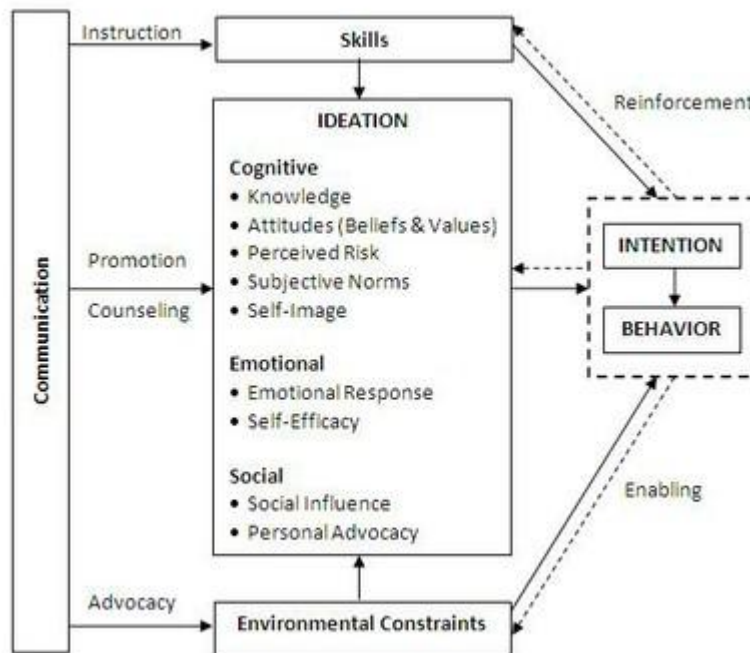 Instruction
Skills
Reinforcement
IDEATION
Cognitive
• Knowledge
• Attitudes (Beliefs & Values)
• Perceived Risk
• Subjective Norms
• Self-Image
Emotional
• Emotional Response
• Self-Efficacy
Social
• Social Influence
• Personal Advocacy
Communication
Promotion
Counseling
INTENTION
BEHAVIOR
Enabling
Advocacy
Environmental Constraints